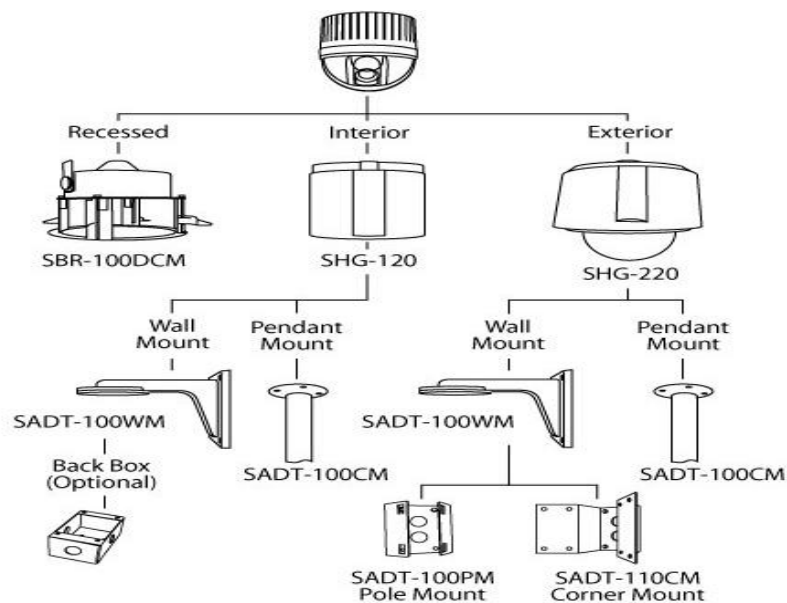 Recessed
Interior
Exterior
SBR-100DCM
SHG-120
SHG-220
Wall
Mount
Pendant
Mount
Wall
Mount
Pendant
Mount
SADT-100WM
SADT-100CM
SADT-100WM
SADT-100CM
Back Box
(Optional)
SADT-100PM
Pole Mount
SADT-110CM
Corner Mount